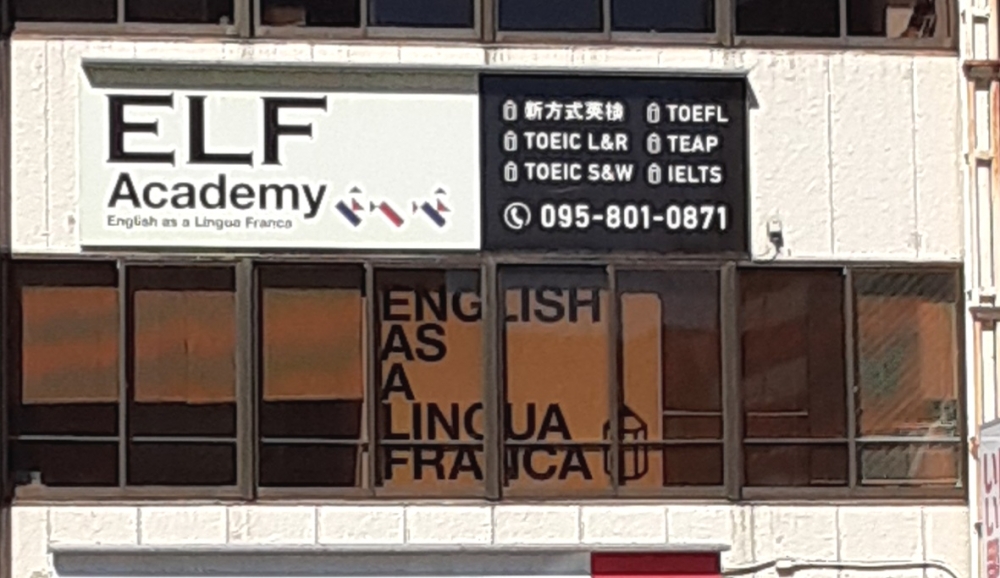 ELF
Academy
English as a Lingua Franca
新方式英検
TOEFL
TOEIC L&R
TEAP
TOEIC S&W
IELTS
095-801-0871
ENGLISH
AS
A
LINGUA
FRANCA